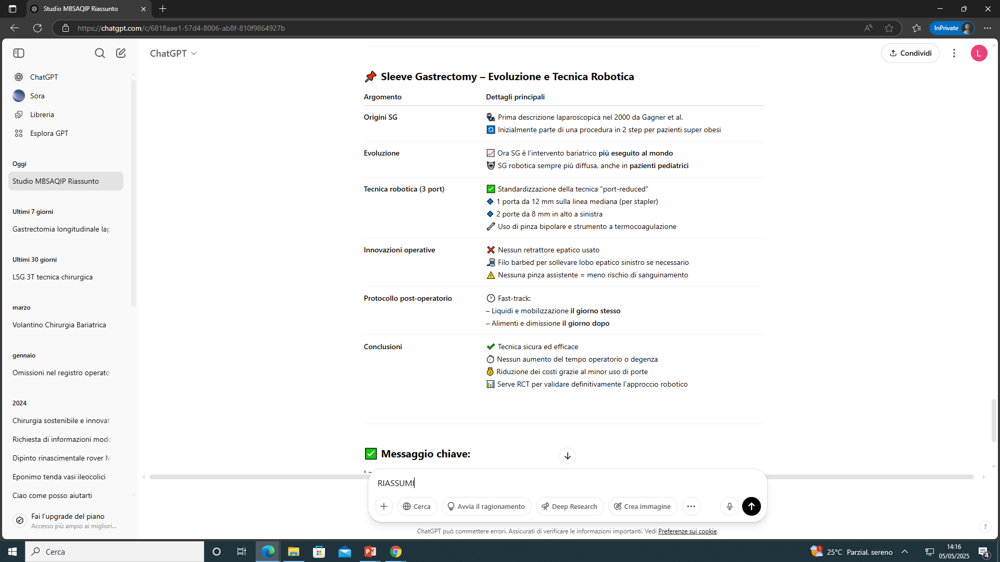 Studio MBSAQIP Riassunto
https://chatgpt.com/c/6818aae1-57d4-8006-ab8f-810f9864927b
InPrivate
ChatGPT
Sora
Libreria
Esplora GPT
Oggi
Studio MBSAQIP Riassunto
Ultimi 7 giorni
Gastrectomia longitudinale lap
Ultimi 30 giorni
LSG 3T tecnica chirurgica
marzo
Volantino Chirurgia Bariatrica
gennaio
Omissioni nel registro operato
2024
Chirurgia sostenibile e innovat
Richiesta di informazioni mode
Dipinto rinascimentale rover M
Eponimo tenda vasi ileocolici
Ciao come posso aiutarti
Fai l'upgrade del piano
Accesso più ampio ai migliori...
ChatGPT
Condividi
L
Sleeve Gastrectomy – Evoluzione e Tecnica Robotica
Argomento Dettagli principali
Origini SG Prima descrizione laparoscopica nel 2000 da Gagner et al.
Inizialmente parte di una procedura in 2 step per pazienti super obesi
Evoluzione Ora SG è l'intervento bariatrico più eseguito al mondo
SG robotica sempre più diffusa, anche in pazienti pediatrici
Tecnica robotica (3 port) Standardizzazione della tecnica "port-reduced"
1 porta da 12 mm sulla linea mediana (per stapler)
2 porte da 8 mm in alto a sinistra
Uso di pinza bipolare e strumento a termocoagulazione
Innovazioni operative Nessun retrattore epatico usato
Filo barbed per sollevare lobo epatico sinistro se necessario
Nessuna pinza assistente = meno rischio di sanguinamento
Protocollo post-operatorio Fast-track:
– Liquidi e mobilizzazione il giorno stesso
– Alimenti e dimissione il giorno dopo
Conclusioni Tecnica sicura ed efficace
Nessun aumento del tempo operatorio o degenza
Riduzione dei costi grazie al minor uso di porte
Serve RCT per validare definitivamente l'approccio robotico
Messaggio chiave:
RIASSUMI
Cerca Avvia il ragionamento Deep Research Crea immagine
ChatGPT può commettere errori. Assicurati di verificare le informazioni importanti. Vedi Preferenze sui cookie.
?
Cerca
1
25°C Parzial. sereno
14:16
05/05/2025
4